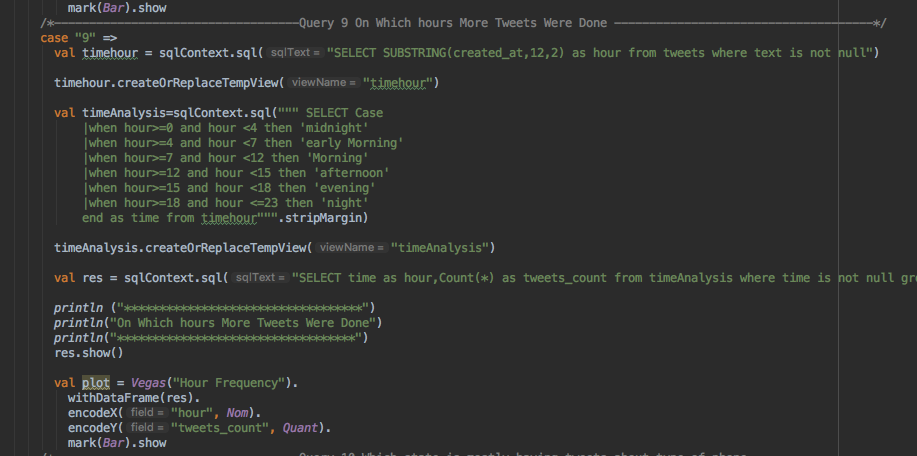 mark(Bar).show
/*-----------------------------------Query 9 On Which hours More Tweets Were Done -------------------------------------*/
case "9" =>
val timehour = sqlContext.sql( sqlText = "SELECT SUBSTRING(created_at,12,2) as hour from tweets where text is not null")
timehour.createOrReplaceTempView( viewName = "timehour")
val timeAnalysis=sqlContext.sql(""" SELECT Case
|when hour>=0 and hour <4 then 'midnight'
|when hour>=4 and hour <7 then 'early Morning'
|when hour>=7 and hour <12 then 'Morning'
|when hour>=12 and hour <15 then 'afternoon'
|when hour>=15 and hour <18 then 'evening'
|when hour>=18 and hour <=23 then 'night'
end as time from timehour""".stripMargin)
timeAnalysis.createOrReplaceTempView( viewName = "timeAnalysis")
val res = sqlContext.sql( sqlText = "SELECT time as hour,Count(*) as tweets_count from timeAnalysis where time is not null gro
println ("**********************************")
println("On Which hours More Tweets Were Done")
println("**********************************")
res.show()
val plot = Vegas("Hour Frequency").
withDataFrame(res).
encodeX( field = "hour", Nom).
encodeY( field = "tweets_count", Quant).
mark(Bar).show